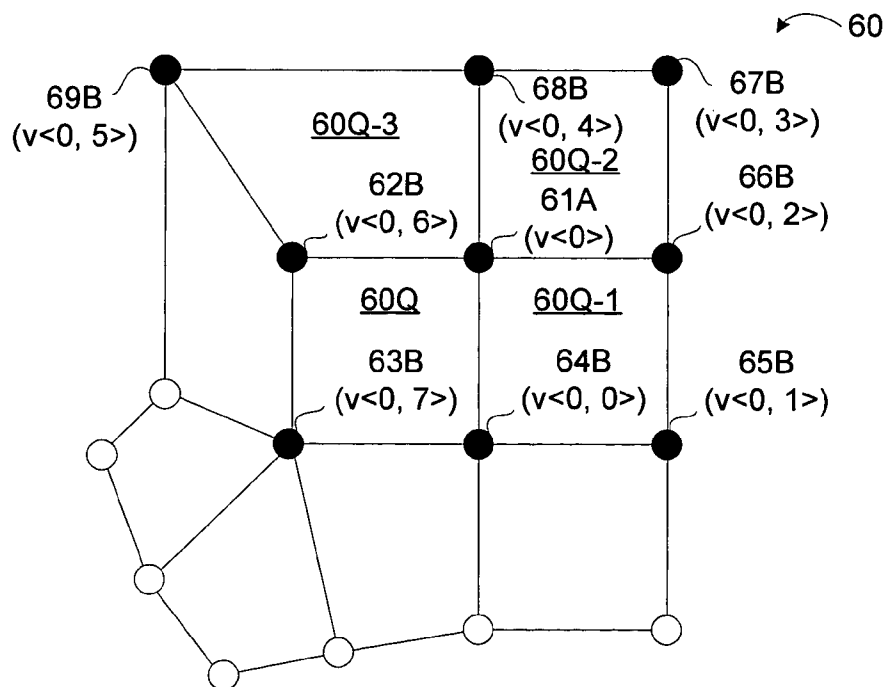 60
69B
(v<0, 5>)
60Q-3
68B
(v<0, 4>)
67B
(v<0, 3>)
60Q-2
62B
(v<0, 6>)
61A
(v<0>)
66B
(v<0, 2>)
60Q
60Q-1
63B
(v<0, 7>)
64B
(v<0, 0>)
65B
(v<0, 1>)